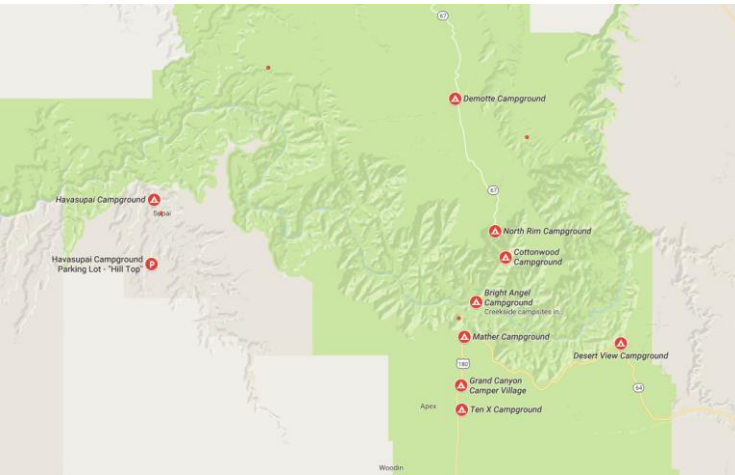 67
Demotte Campground
67
Havasupai Campground
Supai
North Rim Campground
Cottonwood
Campground
Havasupai Campground
Parking Lot - "Hill Top"
Bright Angel
Campground
Creekside campsites in
Mather Campground
Desert View Campground
180
Grand Canyon
Camper Village
64
Apex
Ten X Campground
Woodin